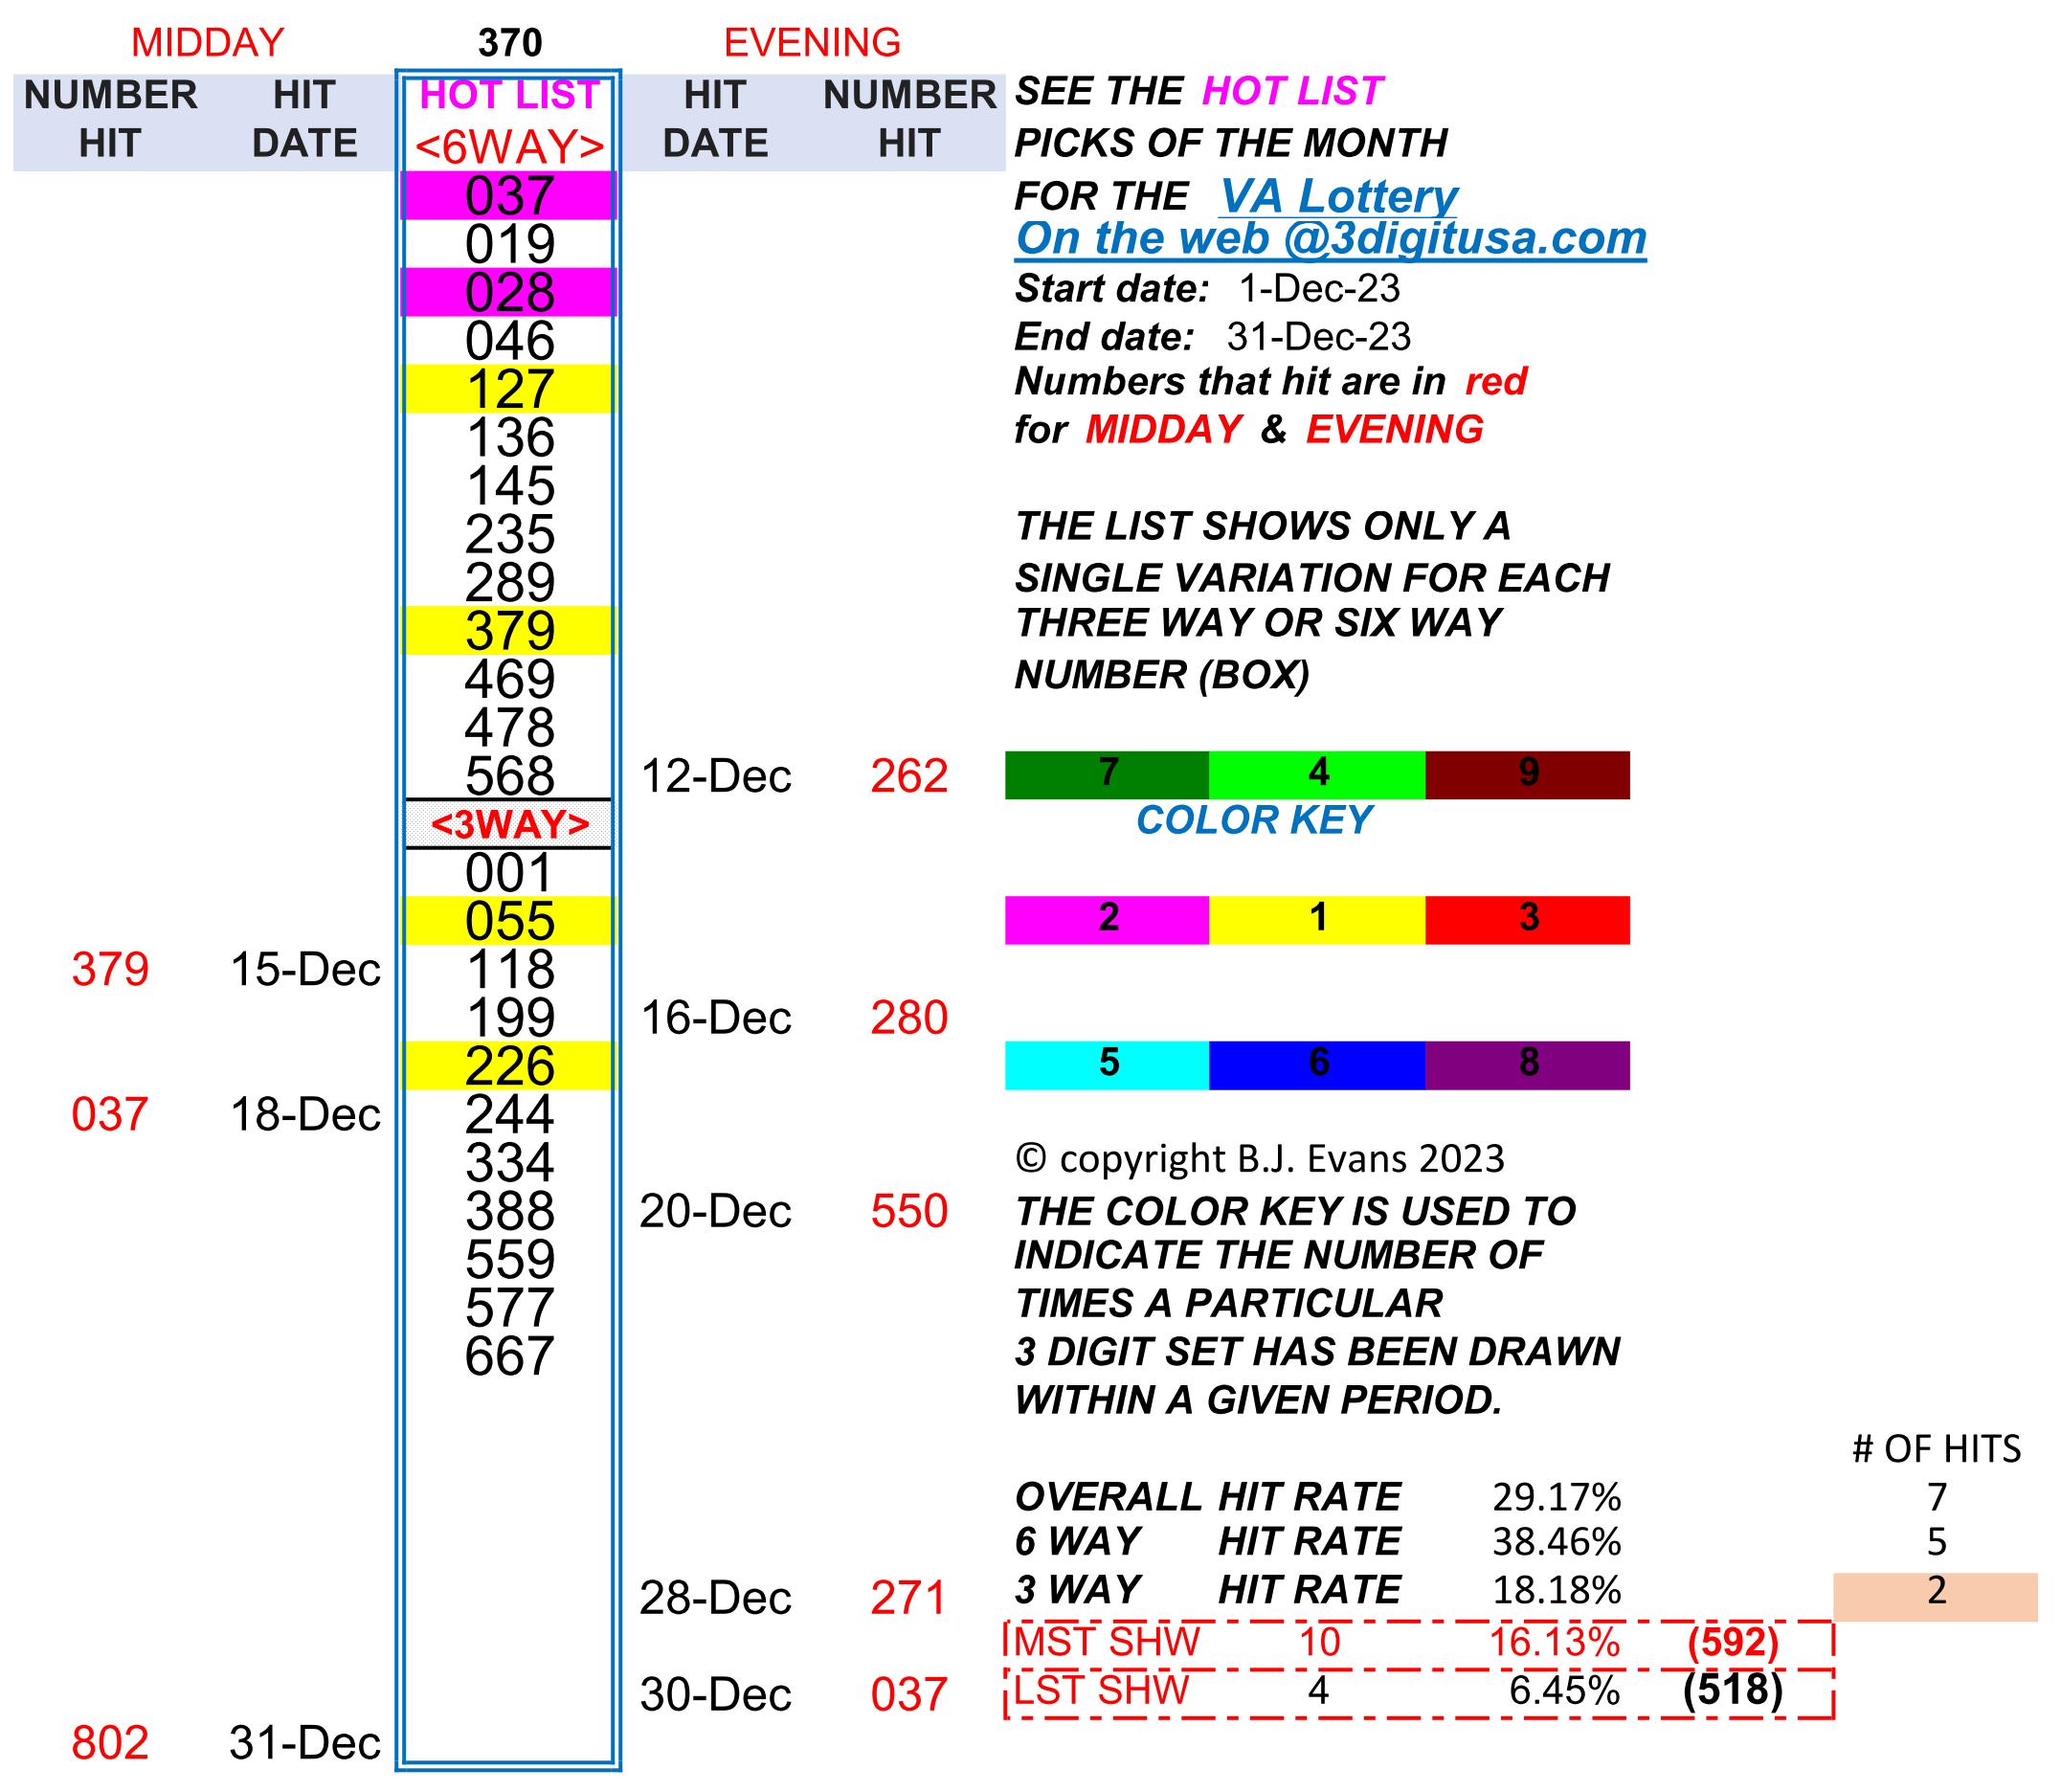 MIDDAY 370 EVENING
NUMBER HIT HOT LIST HIT NUMBER SEE THE HOT LIST
HIT DATE <6WAY> DATE HIT PICKS OF THE MONTH
037 FOR THE VA Lottery
019 On the web @3digitusa.com
028 Start date: 1-Dec-23
046 End date: 31-Dec-23
127 Numbers that hit are in red
136 for MIDDAY & EVENING
145
235 THE LIST SHOWS ONLY A
289 SINGLE VARIATION FOR EACH
379 THREE WAY OR SIX WAY
469 NUMBER (BOX)
478
568 12-Dec 262 7 4 9
<3WAY> COLOR KEY
001
055 2 1 3
379 15-Dec 118
199 16-Dec 280
226 5 6 8
037 18-Dec 244
334 © copyright B.J. Evans 2023
388 20-Dec 550 THE COLOR KEY IS USED TO
559 INDICATE THE NUMBER OF
577 TIMES A PARTICULAR
667 3 DIGIT SET HAS BEEN DRAWN
WITHIN A GIVEN PERIOD.
# OF HITS
OVERALL HIT RATE 29.17% 7
6 WAY HIT RATE 38.46% 5
28-Dec 271 3 WAY HIT RATE 18.18% 2
MST SHW 10 16.13% (592)
30-Dec 037 LST SHW 4 6.45% (518)
802 31-Dec